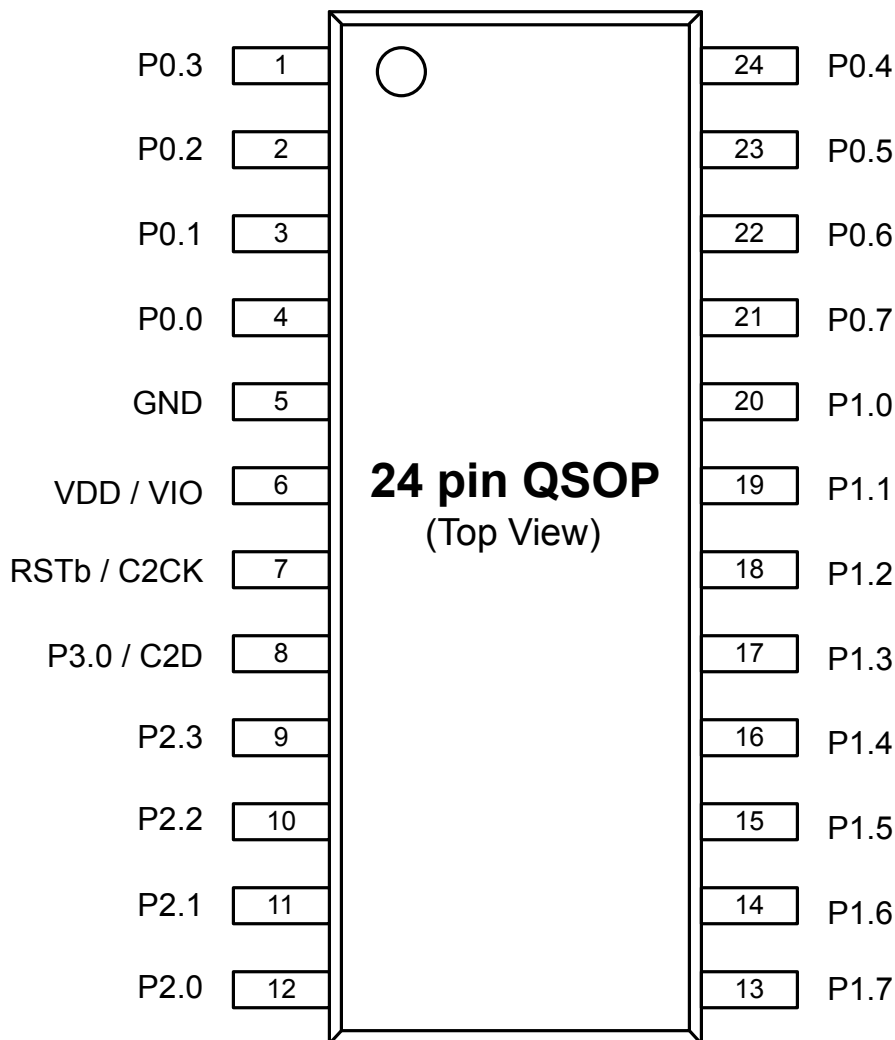 P0.3 1 24 P0.4
P0.2 2 23 P0.5
P0.1 3 22 P0.6
P0.0 4 21 P0.7
GND 5 20 P1.0
VDD / VIO 6 19 P1.1
24 pin QSOP
(Top View)
RSTb / C2CK 7 18 P1.2
P3.0 / C2D 8 17 P1.3
P2.3 9 16 P1.4
P2.2 10 15 P1.5
P2.1 11 14 P1.6
P2.0 12 13 P1.7